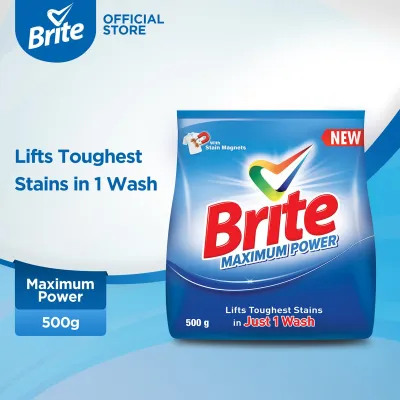 Brite
OFFICIAL
STORE
Lifts Toughest
Stains in 1 Wash
Maximum
Power
500g
With
Stain Magnets
NEW
Brite
MAXIMUM POWER
Lifts Toughest Stains
in Just 1 Wash
500 g